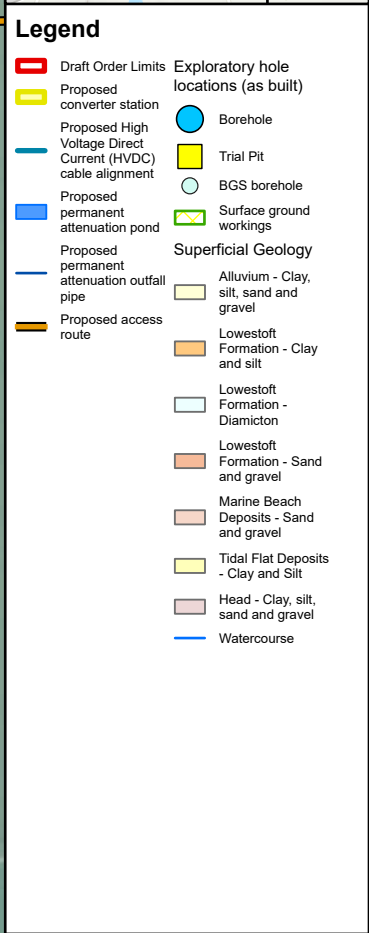 Legend
Draft Order Limits
Proposed
converter station
Proposed High
Voltage Direct
Current (HVDC)
cable alignment
Proposed
permanent
attenuation pond
Proposed
permanent
attenuation outfall
pipe
Proposed access
route
Exploratory hole
locations (as built)
Borehole
Trial Pit
BGS borehole
Surface ground
workings
Superficial Geology
Alluvium - Clay,
silt, sand and
gravel
Lowestoft
Formation - Clay
and silt
Lowestoft
Formation -
Diamicton
Lowestoft
Formation - Sand
and gravel
Marine Beach
Deposits - Sand
and gravel
Tidal Flat Deposits
- Clay and Silt
Head - Clay, silt,
sand and gravel
Watercourse